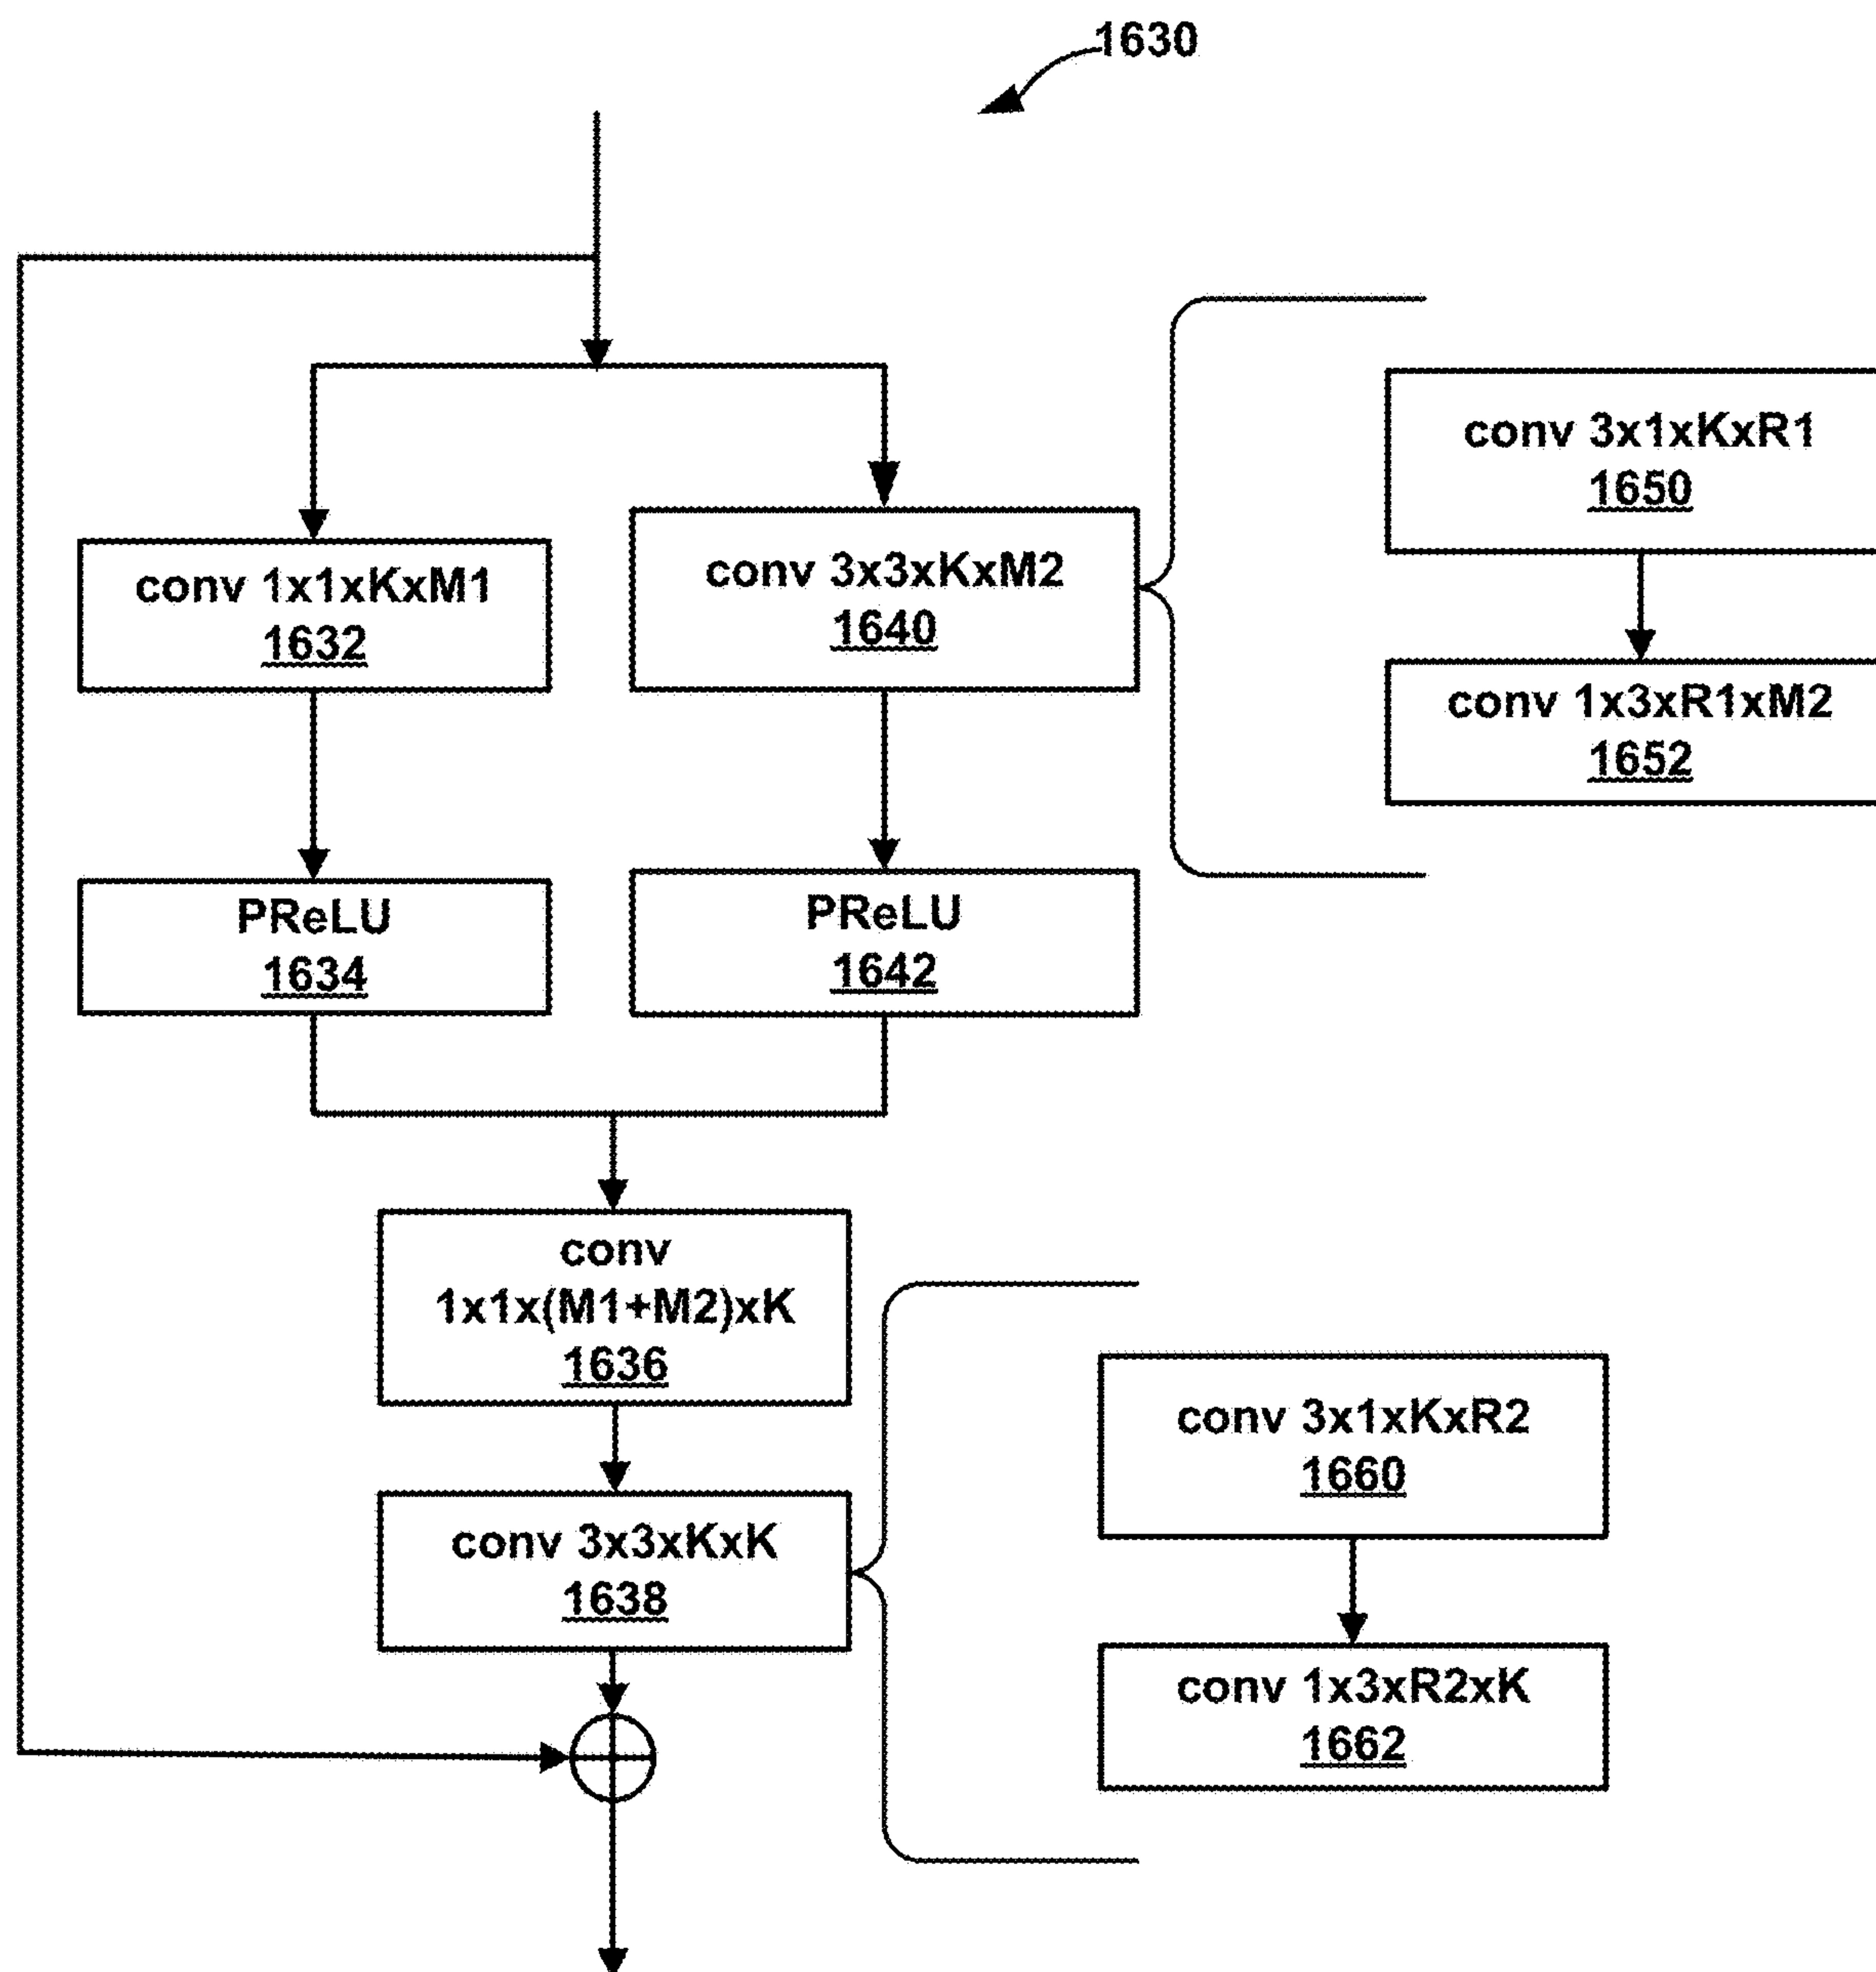 1630
conv 3x1xKxR1
1650
conv 1x1xKxM1
1632
conv 3x3xKxM2
1640
conv 1x3xR1xM2
1652
PReLU
1634
PReLU
1642
conv
1x1x(M1+M2)xK
1636
conv 3x1xKxR2
1660
conv 3x3xKxK
1638
conv 1x3xR2xK
1662